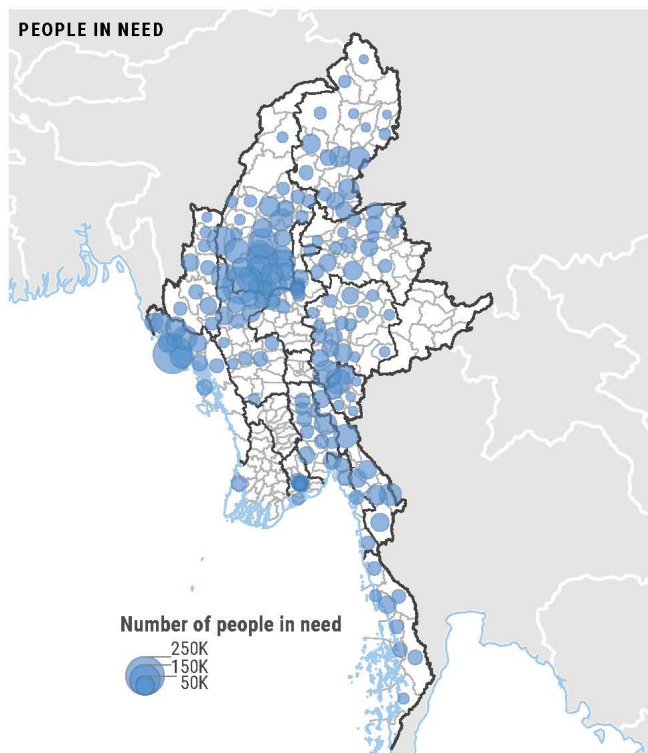 PEOPLE IN NEED
Number of people in need
250K
150K
50K